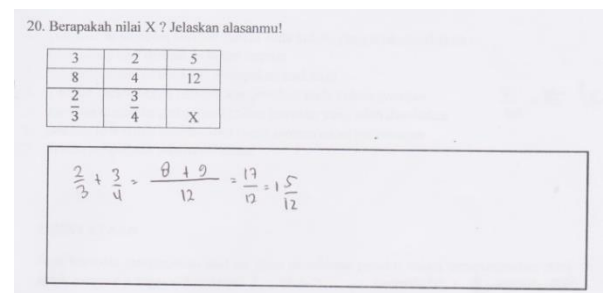 20. Berapakah nilai X ? Jelaskan alasanmu!
3 2 5
8 4 12
2/3 3/4 X
2/3 + 3/4 = 8 + 9 / 12 = 17/12 = 1 5/12